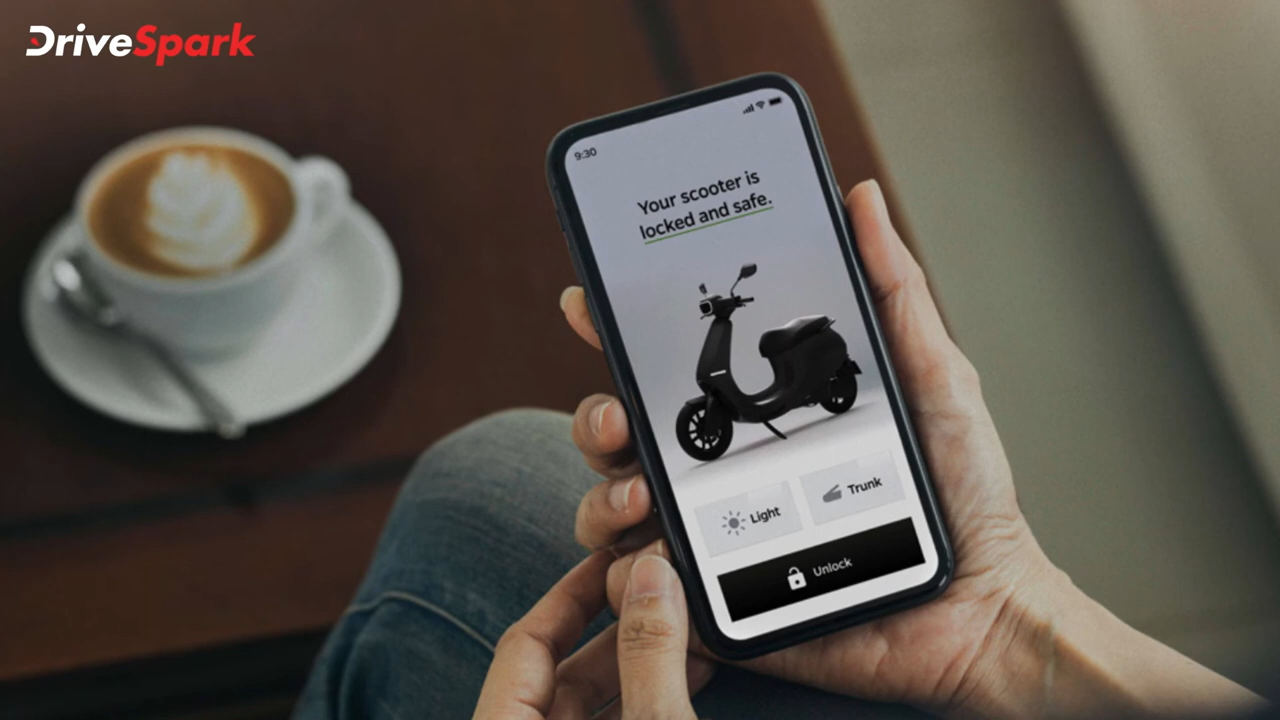 DriveSpark
9:30
Your scooter is
locked and safe.
Light
Trunk
Unlock